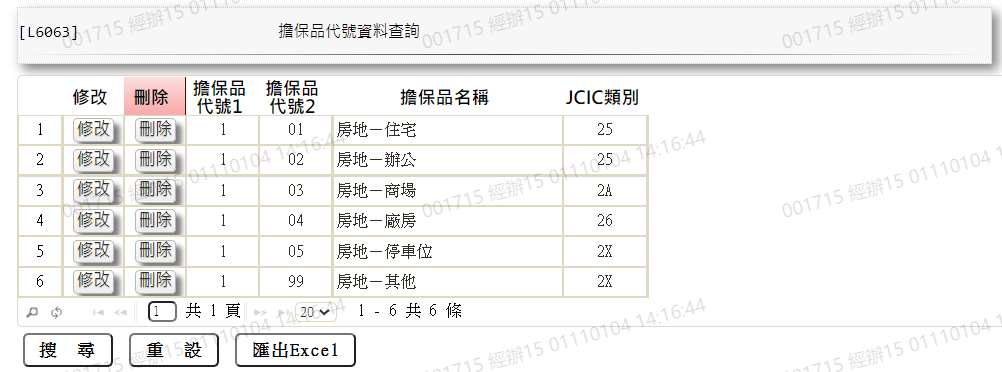 [L6063] 擔保品代號資料查詢
修改 刪除 擔保品代號1 擔保品代號2 擔保品名稱 JCIC類別
1 修改 刪除 1 01 房地－住宅 25
2 修改 刪除 1 02 房地－辦公 25
3 修改 刪除 1 03 房地－商場 2A
4 修改 刪除 1 04 房地－廠房 26
5 修改 刪除 1 05 房地－停車位 2X
6 修改 刪除 1 99 房地－其他 2X
1 共 1 頁 20 1 - 6 共 6 條
搜 尋 重 設 匯出Excel
001715 經辦15 01110104 14:16:44